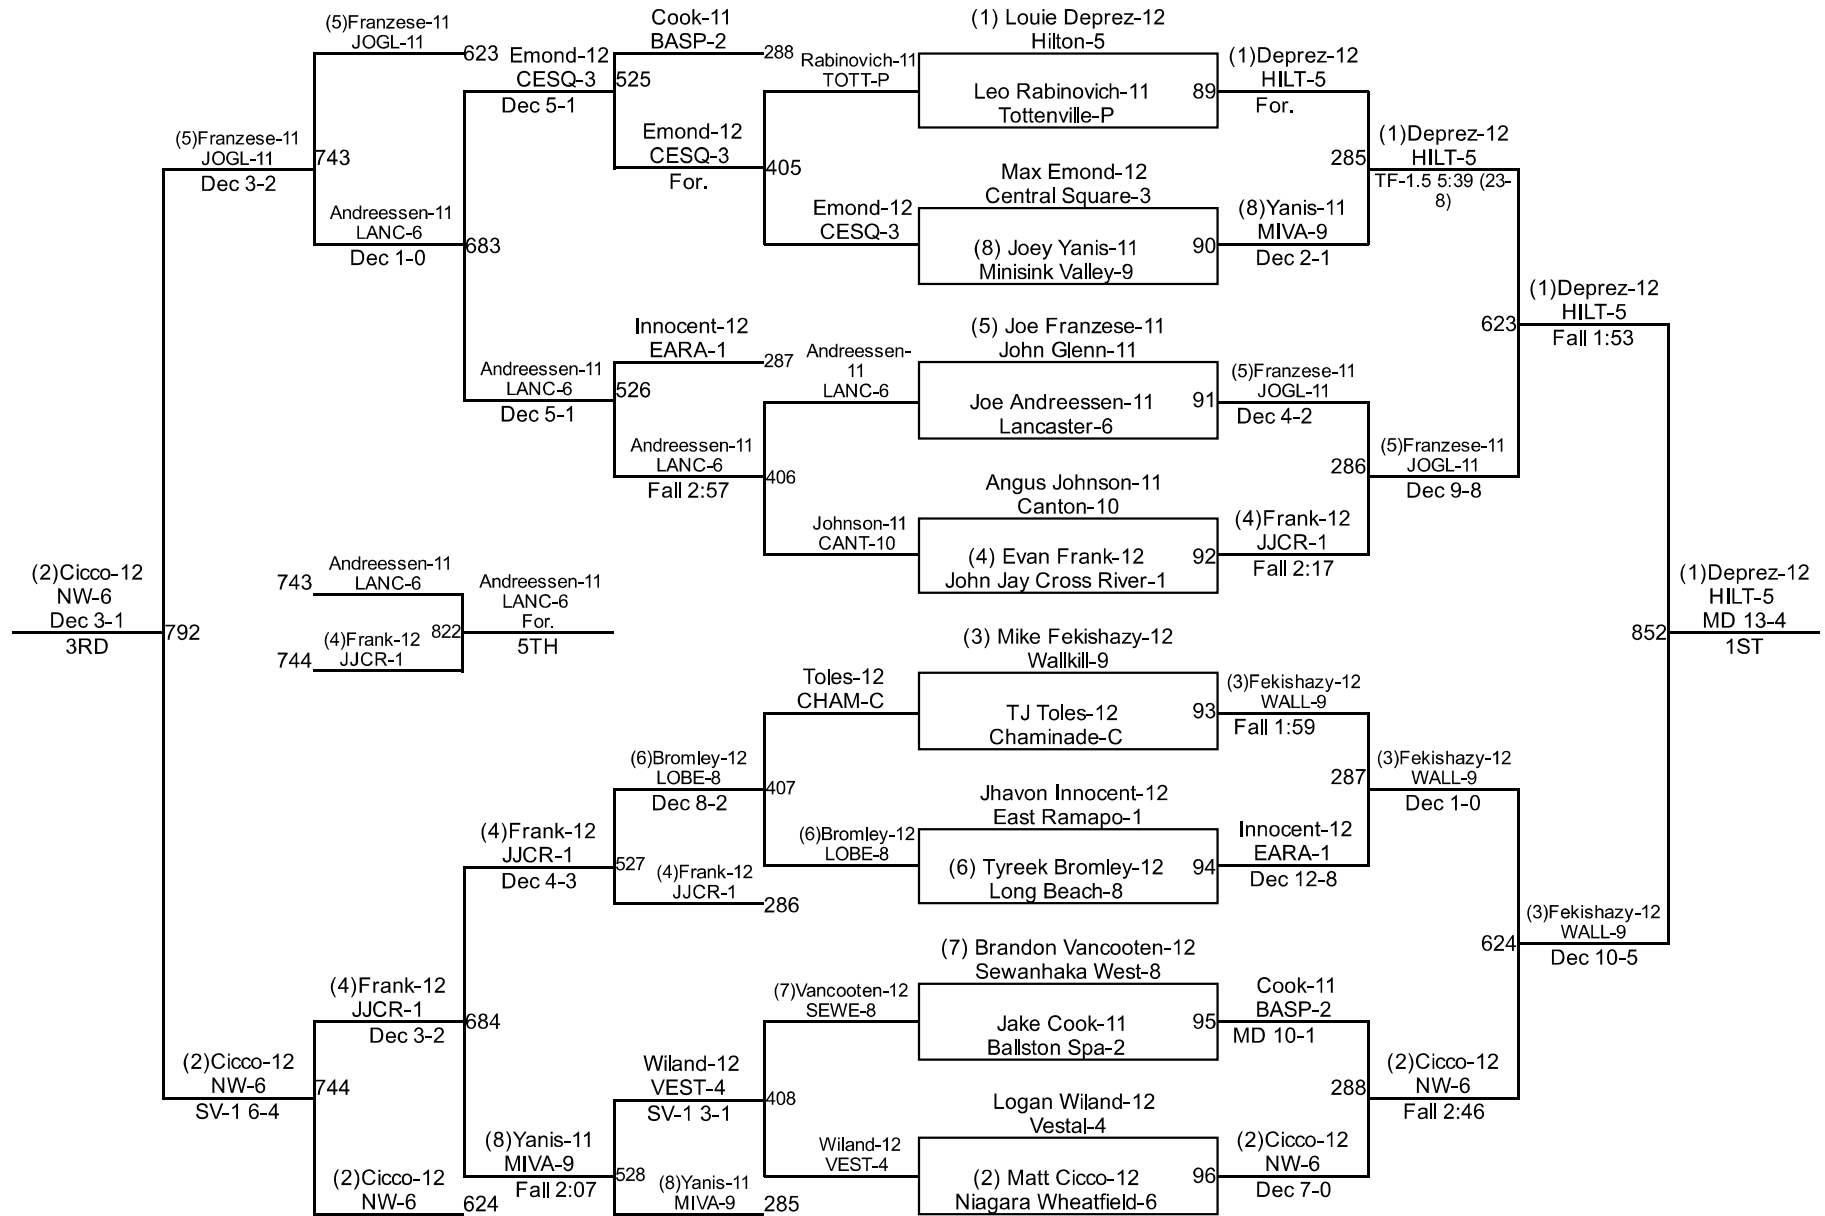 (5)Franzese-11
JOGL-11
623
Emond-12
CESQ-3
Dec 5-1
525
Cook-11
BASP-2
288
Rabinovich-11
TOTT-P
(1) Louie Deprez-12
Hilton-5
Leo Rabinovich-11
Tottenville-P
89
(1)Deprez-12
HILT-5
For.
(5)Franzese-11
JOGL-11
Dec 3-2
743
Emond-12
CESQ-3
For.
405
Max Emond-12
Central Square-3
285
(1)Deprez-12
HILT-5
TF-1.5 5:39 (23-
8)
Andreessen-11
LANC-6
Dec 1-0
683
Emond-12
CESQ-3
(8) Joey Yanis-11
Minisink Valley-9
90
(8)Yanis-11
MIVA-9
Dec 2-1
Innocent-12
EARA-1
287
Andreessen-
11
LANC-6
(5) Joe Franzese-11
John Glenn-11
623
(1)Deprez-12
HILT-5
Fall 1:53
Andreessen-11
LANC-6
Dec 5-1
526
Joe Andreessen-11
Lancaster-6
91
(5)Franzese-11
JOGL-11
Dec 4-2
Andreessen-11
LANC-6
Fall 2:57
406
Angus Johnson-11
Canton-10
286
(5)Franzese-11
JOGL-11
Dec 9-8
Johnson-11
CANT-10
(4) Evan Frank-12
John Jay Cross River-1
92
(4)Frank-12
JJCR-1
Fall 2:17
(2)Cicco-12
NW-6
Dec 3-1
3RD
792
743
Andreessen-11
LANC-6
744
(4)Frank-12
JJCR-1
822
Andreessen-11
LANC-6
For.
5TH
852
(1)Deprez-12
HILT-5
MD 13-4
1ST
Toles-12
CHAM-C
(3) Mike Fekishazy-12
Wallkill-9
TJ Toles-12
Chaminade-C
93
(3)Fekishazy-12
WALL-9
Fall 1:59
(6)Bromley-12
LOBE-8
Dec 8-2
407
Jhavon Innocent-12
East Ramapo-1
287
(3)Fekishazy-12
WALL-9
Dec 1-0
(4)Frank-12
JJCR-1
Dec 4-3
527
(4)Frank-12
JJCR-1
286
(6)Bromley-12
LOBE-8
(6) Tyreek Bromley-12
Long Beach-8
94
Innocent-12
EARA-1
Dec 12-8
624
(3)Fekishazy-12
WALL-9
Dec 10-5
(4)Frank-12
JJCR-1
Dec 3-2
684
(7)Vancooten-12
SEWE-8
(7) Brandon Vancooten-12
Sewanhaka West-8
Jake Cook-11
Ballston Spa-2
95
Cook-11
BASP-2
MD 10-1
(2)Cicco-12
NW-6
SV-1 6-4
744
Wiland-12
VEST-4
SV-1 3-1
408
Logan Wiland-12
Vestal-4
288
(2)Cicco-12
NW-6
Fall 2:46
(2)Cicco-12
NW-6
624
(8)Yanis-11
MIVA-9
Fall 2:07
528
(8)Yanis-11
MIVA-9
285
Wiland-12
VEST-4
(2) Matt Cicco-12
Niagara Wheatfield-6
96
(2)Cicco-12
NW-6
Dec 7-0